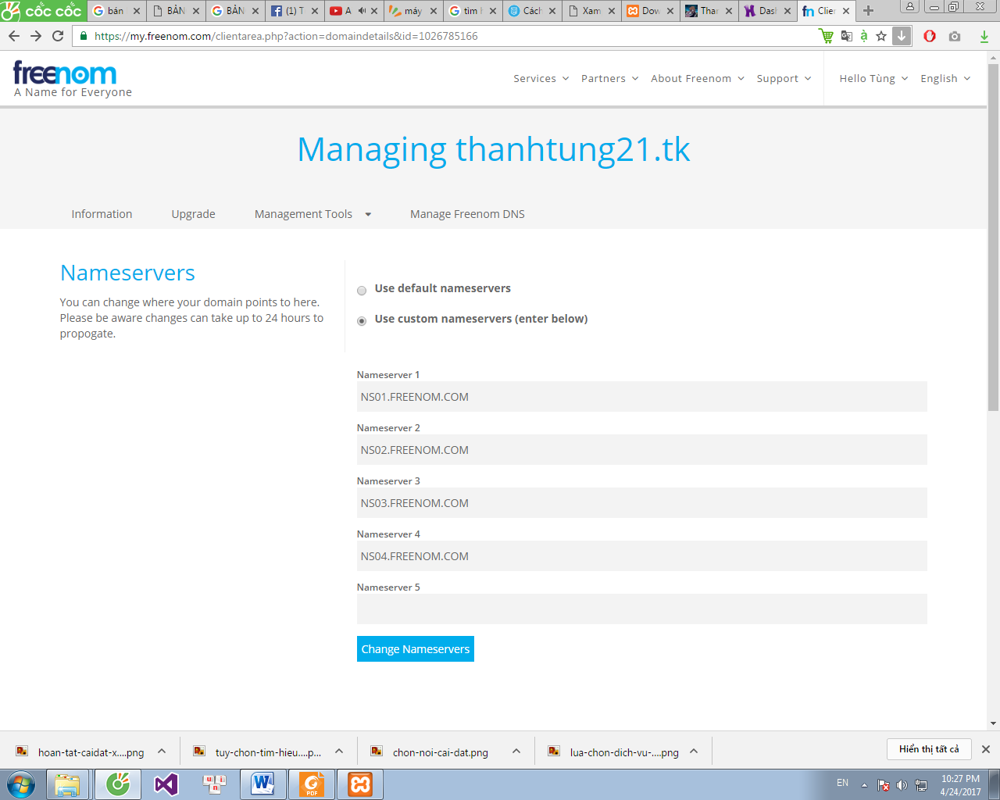 cốc cốc
bán
BẢN
BẢN
(1) T
A
máy
tìm h
Cách
Xam
Dow
Thar
Dash
Clien
https://my.freenom.com/clientarea.php?action=domaindetails&id=1026785166
freenom
A Name for Everyone
Services
Partners
About Freenom
Support
Hello Tùng
English
Managing thanhtung21.tk
Information
Upgrade
Management Tools
Manage Freenom DNS
Nameservers
You can change where your domain points to here.
Please be aware changes can take up to 24 hours to
propogate.
Use default nameservers
Use custom nameservers (enter below)
Nameserver 1
NS01.FREENOM.COM
Nameserver 2
NS02.FREENOM.COM
Nameserver 3
NS03.FREENOM.COM
Nameserver 4
NS04.FREENOM.COM
Nameserver 5
Change Nameservers
hoan-tat-caidat-x....png
tuy-chon-tim-hieu....p...
chon-noi-cai-dat.png
lua-chon-dich-vu-....png
Hiển thị tất cả
EN
10:27 PM
4/24/2017